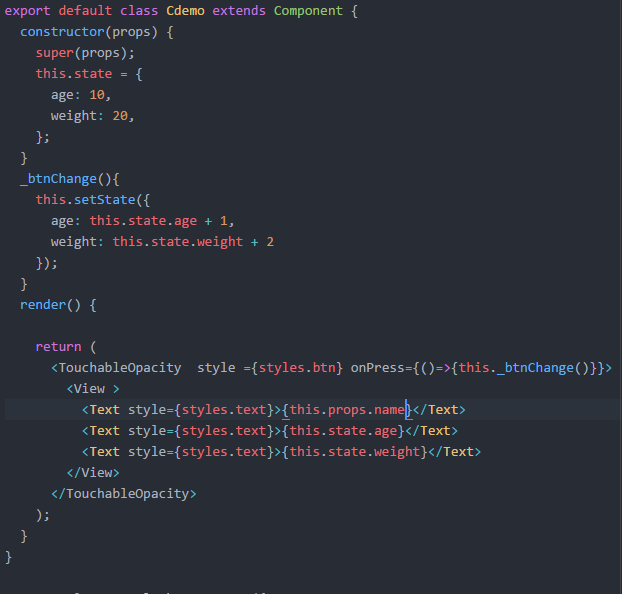 export default class Cdemo extends Component {
constructor(props) {
super(props);
this.state = {
age: 10,
weight: 20,
};
}
_btnChange(){
this.setState({
age: this.state.age + 1,
weight: this.state.weight + 2
});
}
render() {
return (
<TouchableOpacity  style ={styles.btn} onPress={()=>{this._btnChange()}}>
<View >
<Text style={styles.text}>{this.props.name}</Text>
<Text style={styles.text}>{this.state.age}</Text>
<Text style={styles.text}>{this.state.weight}</Text>
</View>
</TouchableOpacity>
);
}
}